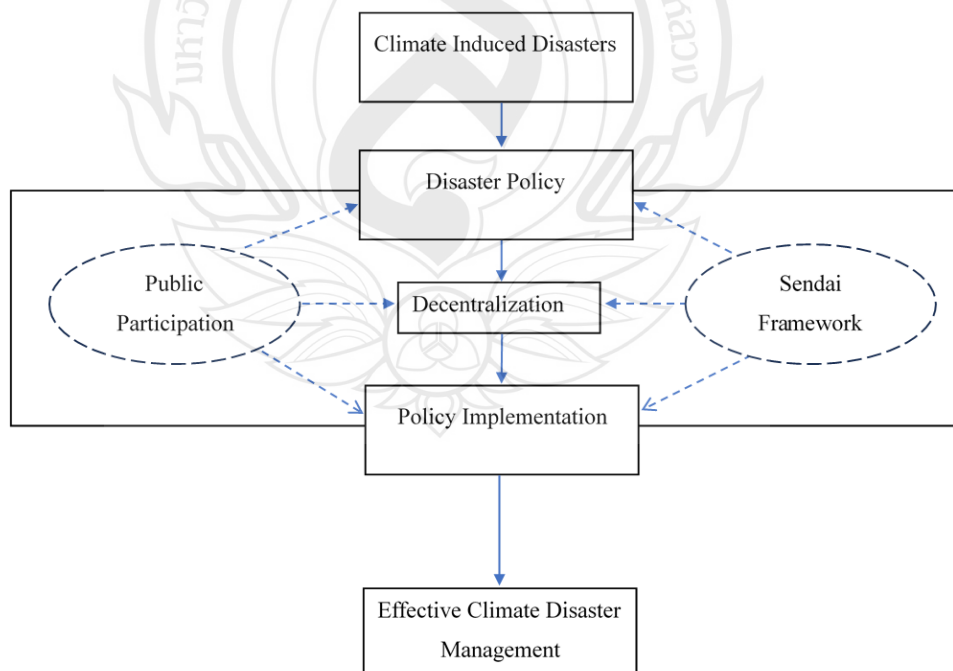 Climate Induced Disasters
Disaster Policy
Public
Participation
Decentralization
Sendai
Framework
Policy Implementation
Effective Climate Disaster
Management